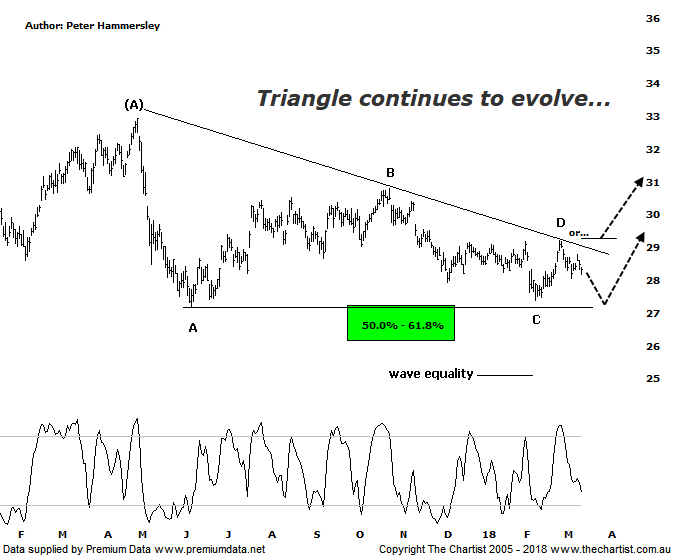 Author: Peter Hammersley
Triangle continues to evolve...
(A)
B
D
or...
A
C
50.0% - 61.8%
wave equality
36
35
34
33
32
31
30
29
28
27
26
25
F M A M J J A S O N D 18 F M A
Data supplied by Premium Data www.premiumdata.net Copyright The Chartist 2005 - 2018 www.thechartist.com.au